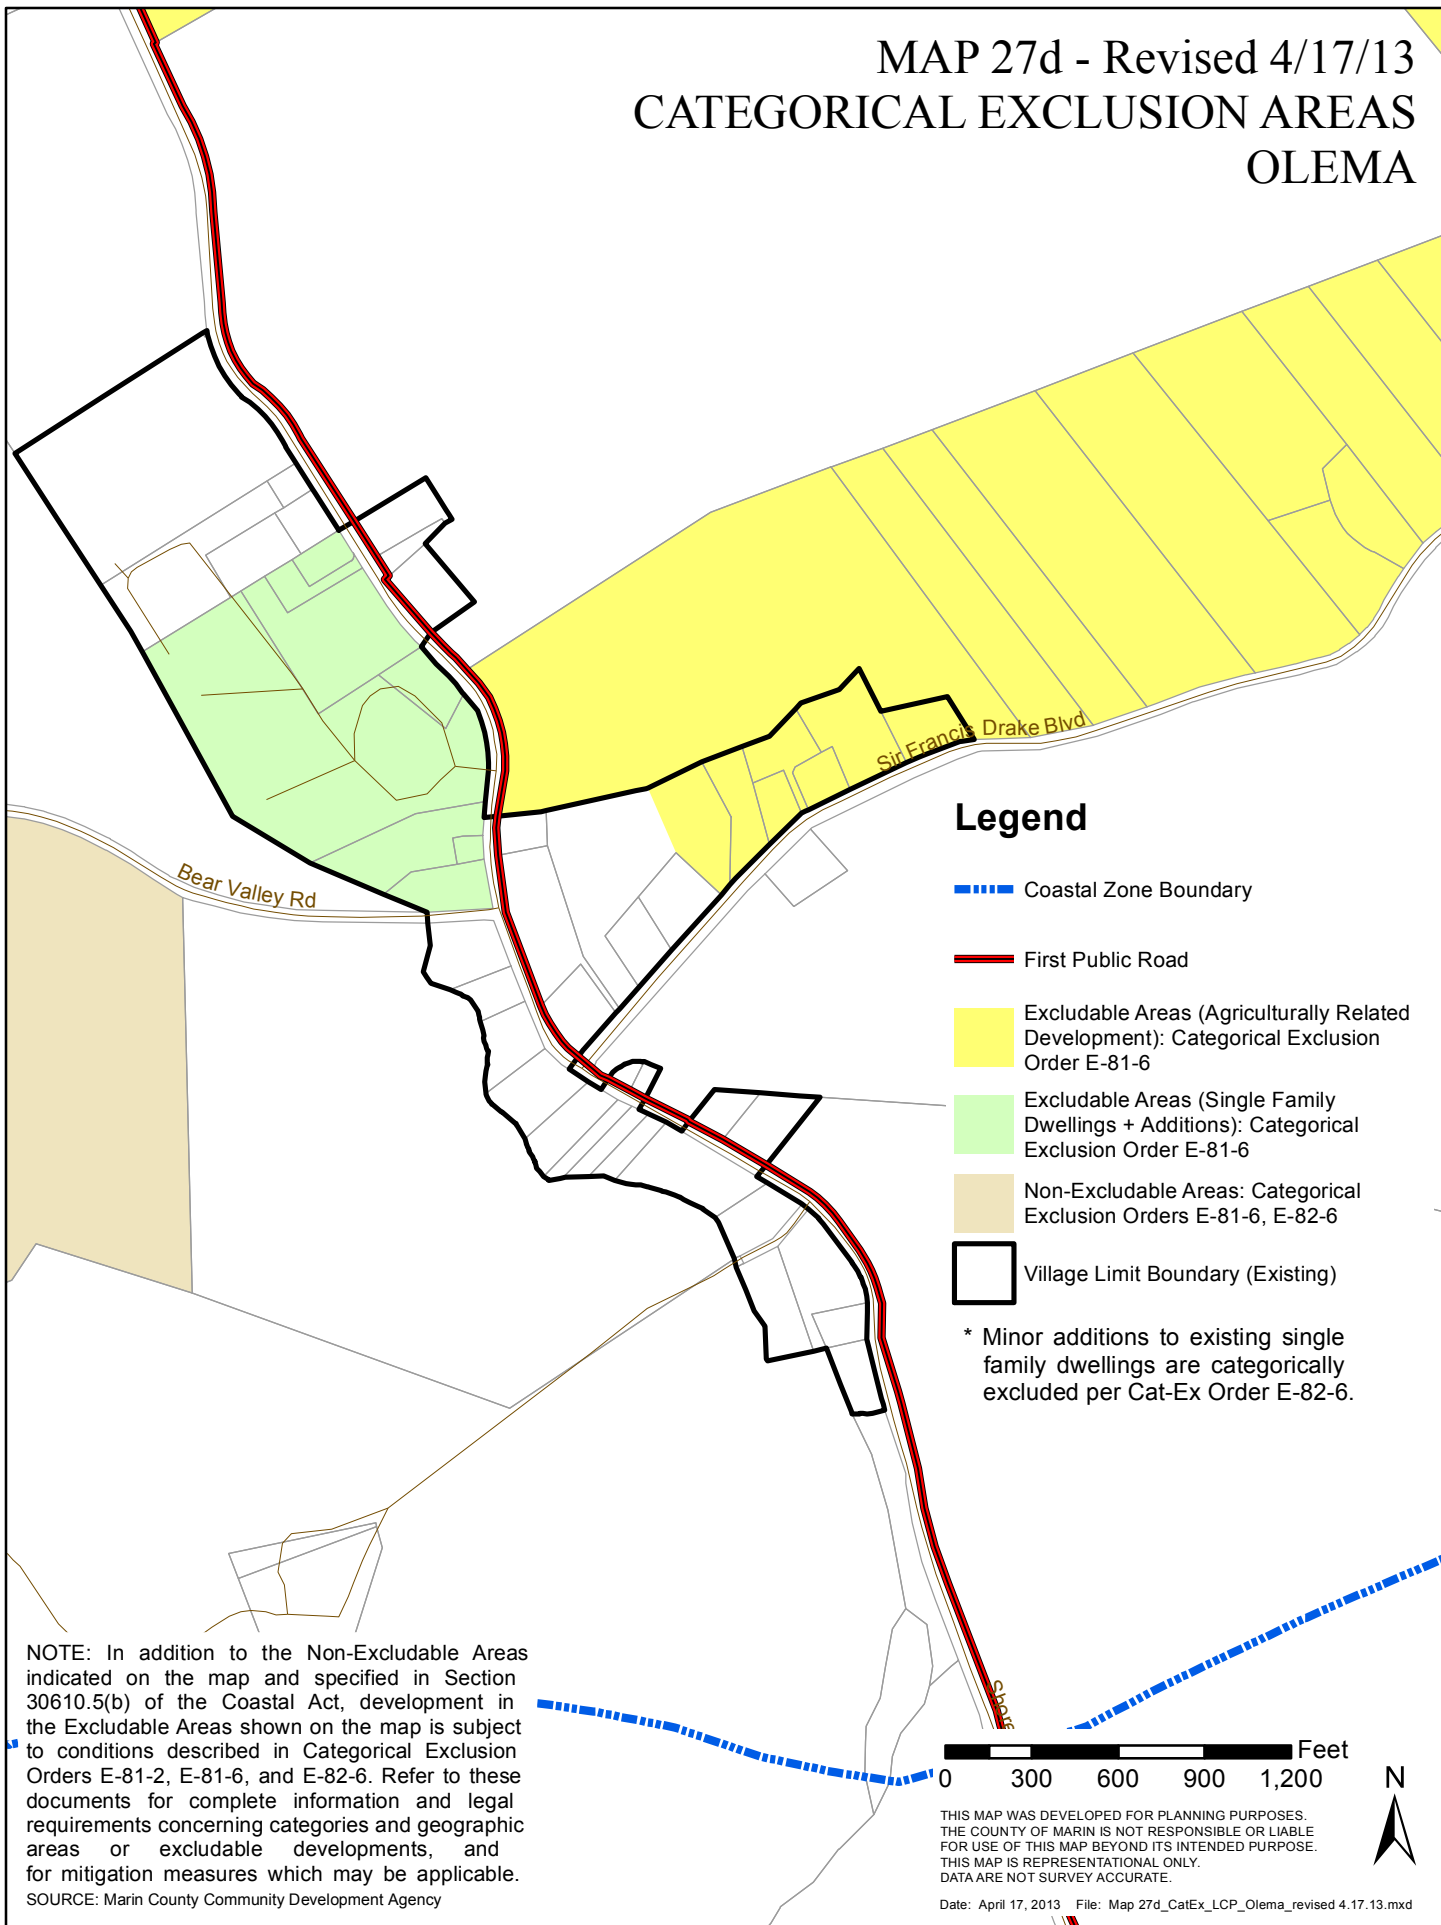 MAP 27d - Revised 4/17/13
CATEGORICAL EXCLUSION AREAS
OLEMA
Sir Francis Drake Blvd
Bear Valley Rd
Legend
Coastal Zone Boundary
First Public Road
Excludable Areas (Agriculturally Related
Development): Categorical Exclusion
Order E-81-6
Excludable Areas (Single Family
Dwellings + Additions): Categorical
Exclusion Order E-81-6
Non-Excludable Areas: Categorical
Exclusion Orders E-81-6, E-82-6
Village Limit Boundary (Existing)
* Minor additions to existing single
family dwellings are categorically
excluded per Cat-Ex Order E-82-6.
NOTE: In addition to the Non-Excludable Areas
indicated on the map and specified in Section
30610.5(b) of the Coastal Act, development in
the Excludable Areas shown on the map is subject
to conditions described in Categorical Exclusion
Orders E-81-2, E-81-6, and E-82-6. Refer to these
documents for complete information and legal
requirements concerning categories and geographic
areas or excludable developments, and
for mitigation measures which may be applicable.
SOURCE: Marin County Community Development Agency
Shore
Feet
0 300 600 900 1,200
N
THIS MAP WAS DEVELOPED FOR PLANNING PURPOSES.
THE COUNTY OF MARIN IS NOT RESPONSIBLE OR LIABLE
FOR USE OF THIS MAP BEYOND ITS INTENDED PURPOSE.
THIS MAP IS REPRESENTATIONAL ONLY.
DATA ARE NOT SURVEY ACCURATE.
Date: April 17, 2013 File: Map 27d_CatEx_LCP_Olema_revised 4.17.13.mxd